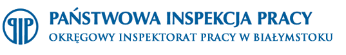 PAŃSTWOWA INSPEKCJA PRACY
OKRĘGOWY INSPEKTORAT PRACY W BIAŁYMSTOKU